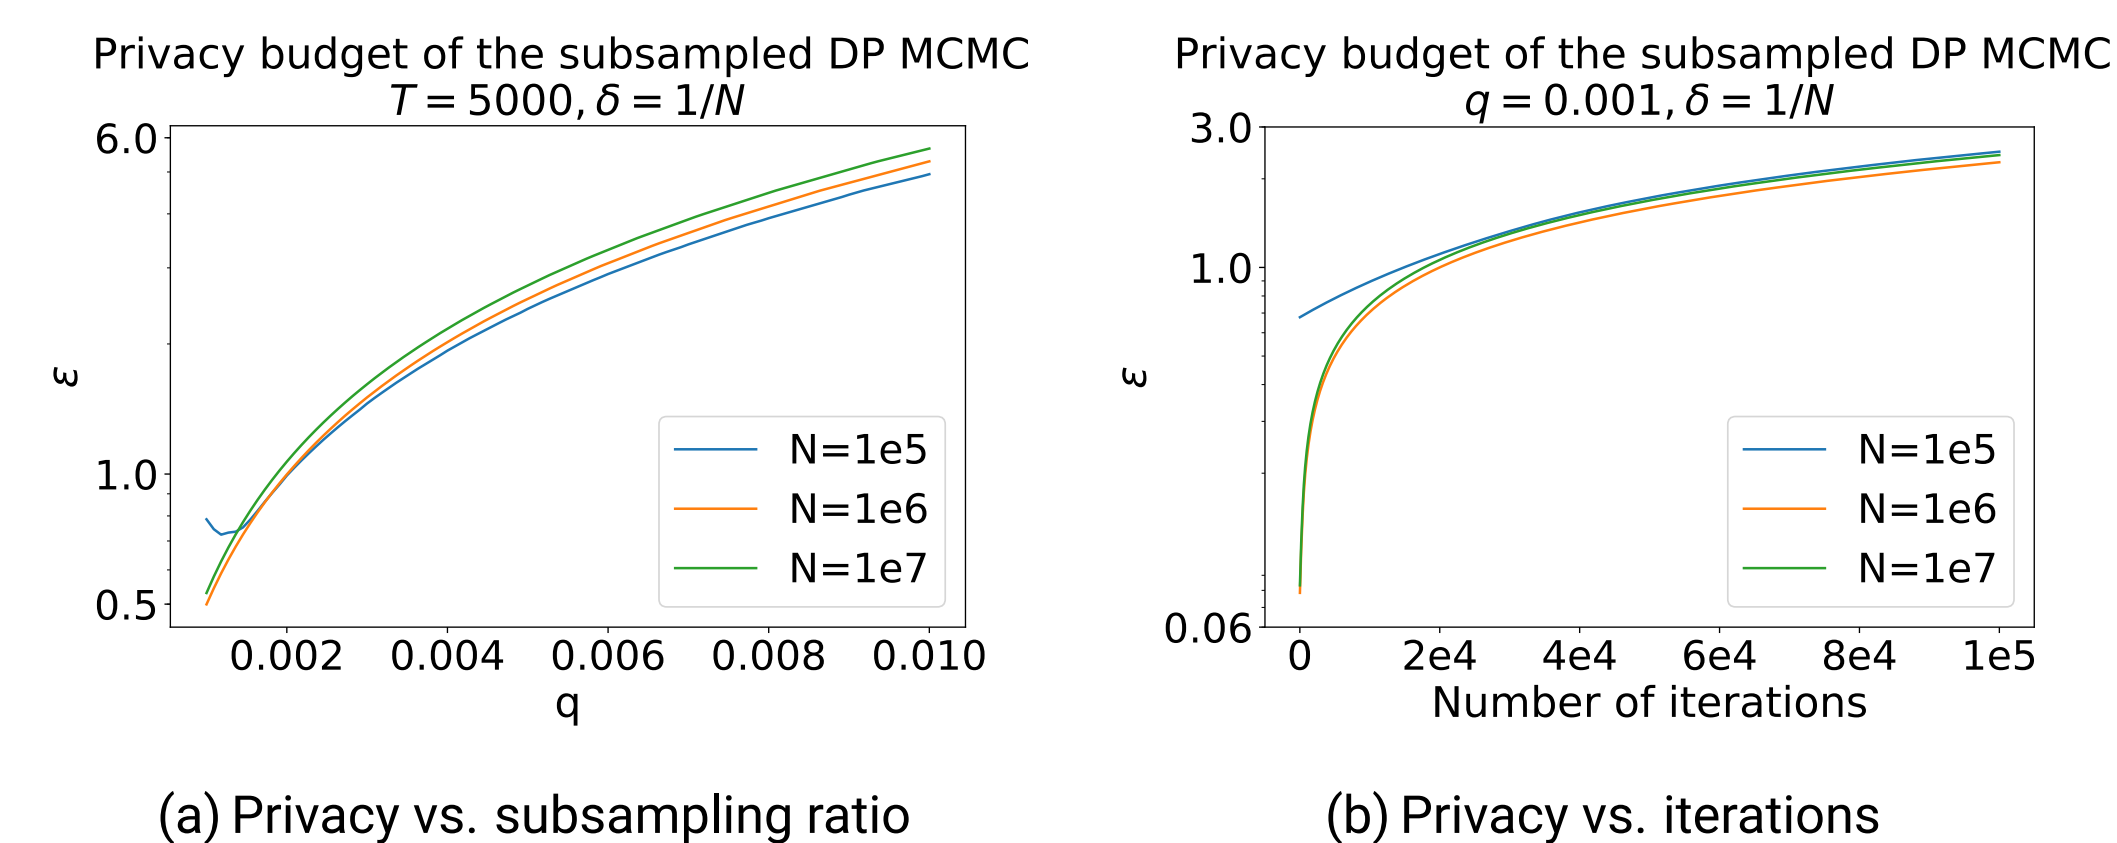 Privacy budget of the subsampled DP MCMC
T = 5000, δ = 1/N
6.0
1.0
0.5
ε
N=1e5
N=1e6
N=1e7
0.002 0.004 0.006 0.008 0.010
q
(a) Privacy vs. subsampling ratio
Privacy budget of the subsampled DP MCMC
q = 0.001, δ = 1/N
3.0
1.0
0.06
ε
N=1e5
N=1e6
N=1e7
0 2e4 4e4 6e4 8e4 1e5
Number of iterations
(b) Privacy vs. iterations